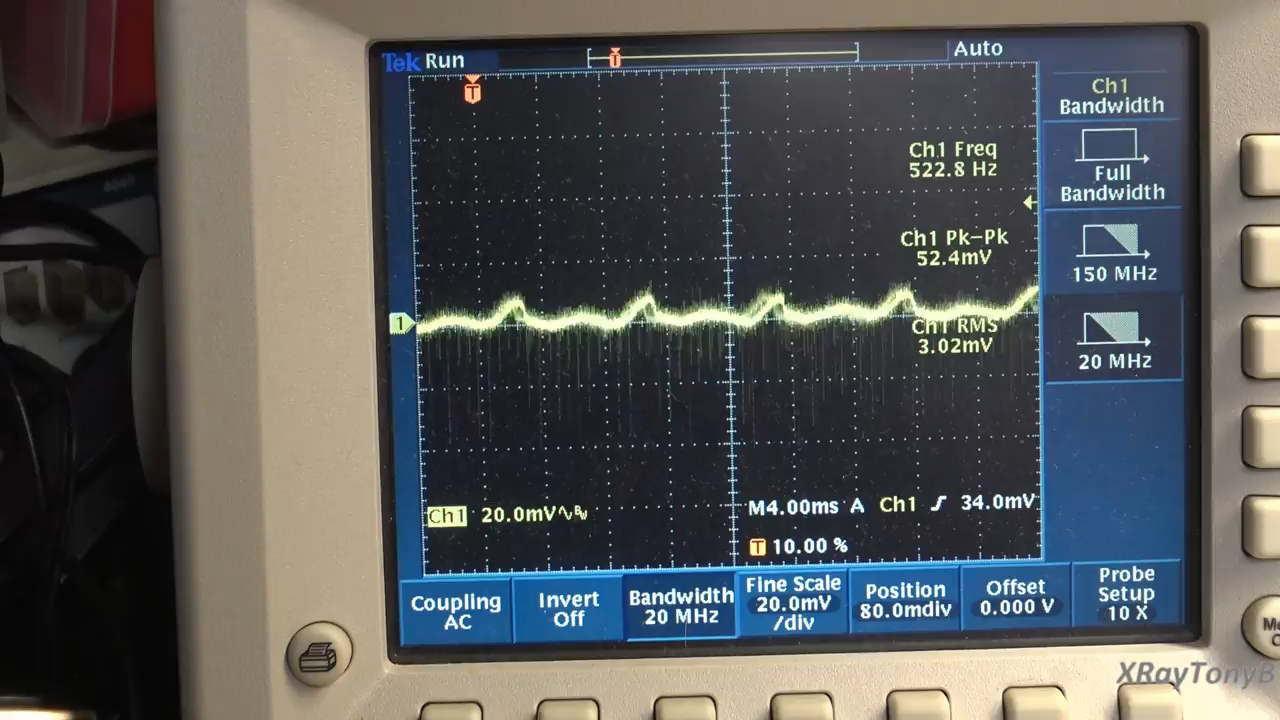 Tek Run
T
Auto
T
Ch1
Bandwidth
Ch1 Freq
522.8 Hz
Full
Bandwidth
Ch1 Pk-Pk
52.4mV
150 MHz
1
Ch1 RMS
3.02mV
20 MHz
Ch1 20.0mV∿BW
M4.00ms A Ch1 ƒ 34.0mV
T 10.00 %
Coupling
AC
Invert
Off
Bandwidth
20 MHz
Fine Scale
20.0mV
/div
Position
80.0mdiv
Offset
0.000 V
Probe
Setup
10 X
XRayTonyB